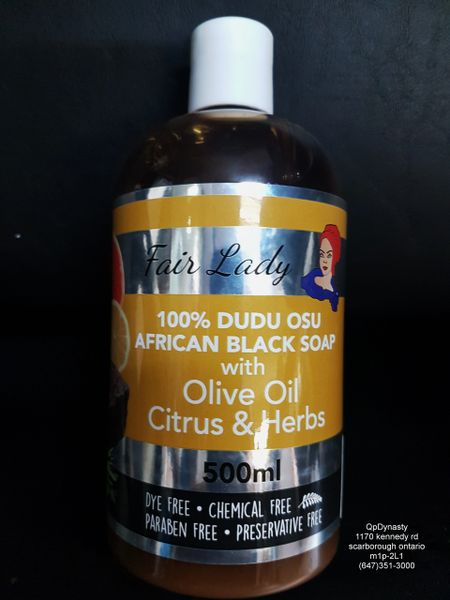 Fair Lady
100% DUDU OSU
AFRICAN BLACK SOAP
with
Olive Oil
Citrus & Herbs
500ml
DYE FREE • CHEMICAL FREE
PARABEN FREE • PRESERVATIVE FREE
QpDynasty
1170 kennedy rd
scarborough ontario
m1p-2L1
(647)351-3000